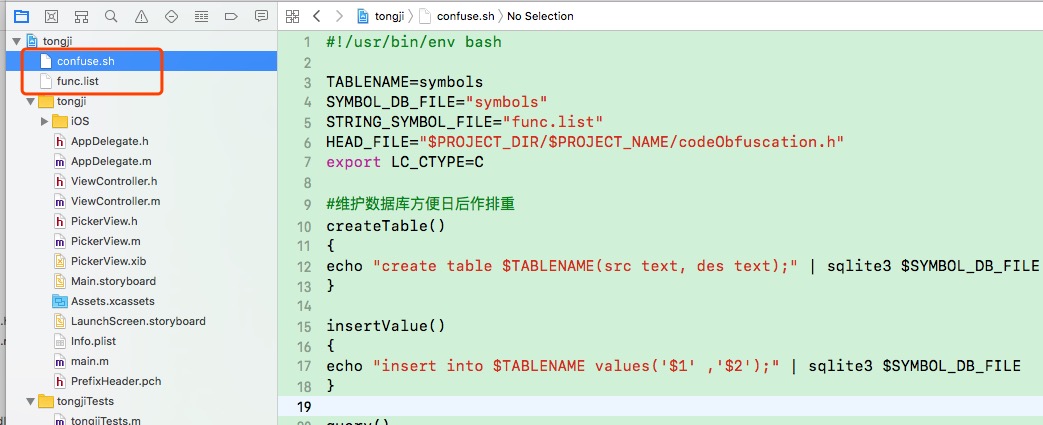 tongji 〉 confuse.sh 〉 No Selection
tongji
confuse.sh
func.list
tongji
iOS
AppDelegate.h
AppDelegate.m
ViewController.h
ViewController.m
PickerView.h
PickerView.m
PickerView.xib
Main.storyboard
Assets.xcassets
LaunchScreen.storyboard
Info.plist
main.m
PrefixHeader.pch
tongjiTests
tongjiTests.m
1 #!/usr/bin/env bash
2
3 TABLENAME=symbols
4 SYMBOL_DB_FILE="symbols"
5 STRING_SYMBOL_FILE="func.list"
6 HEAD_FILE="$PROJECT_DIR/$PROJECT_NAME/codeObfuscation.h"
7 export LC_CTYPE=C
8
9 #维护数据库方便日后作排重
10 createTable()
11 {
12 echo "create table $TABLENAME(src text, des text);" | sqlite3 $SYMBOL_DB_FILE
13 }
14
15 insertValue()
16 {
17 echo "insert into $TABLENAME values('$1' ,'$2');" | sqlite3 $SYMBOL_DB_FILE
18 }
19
20 query()